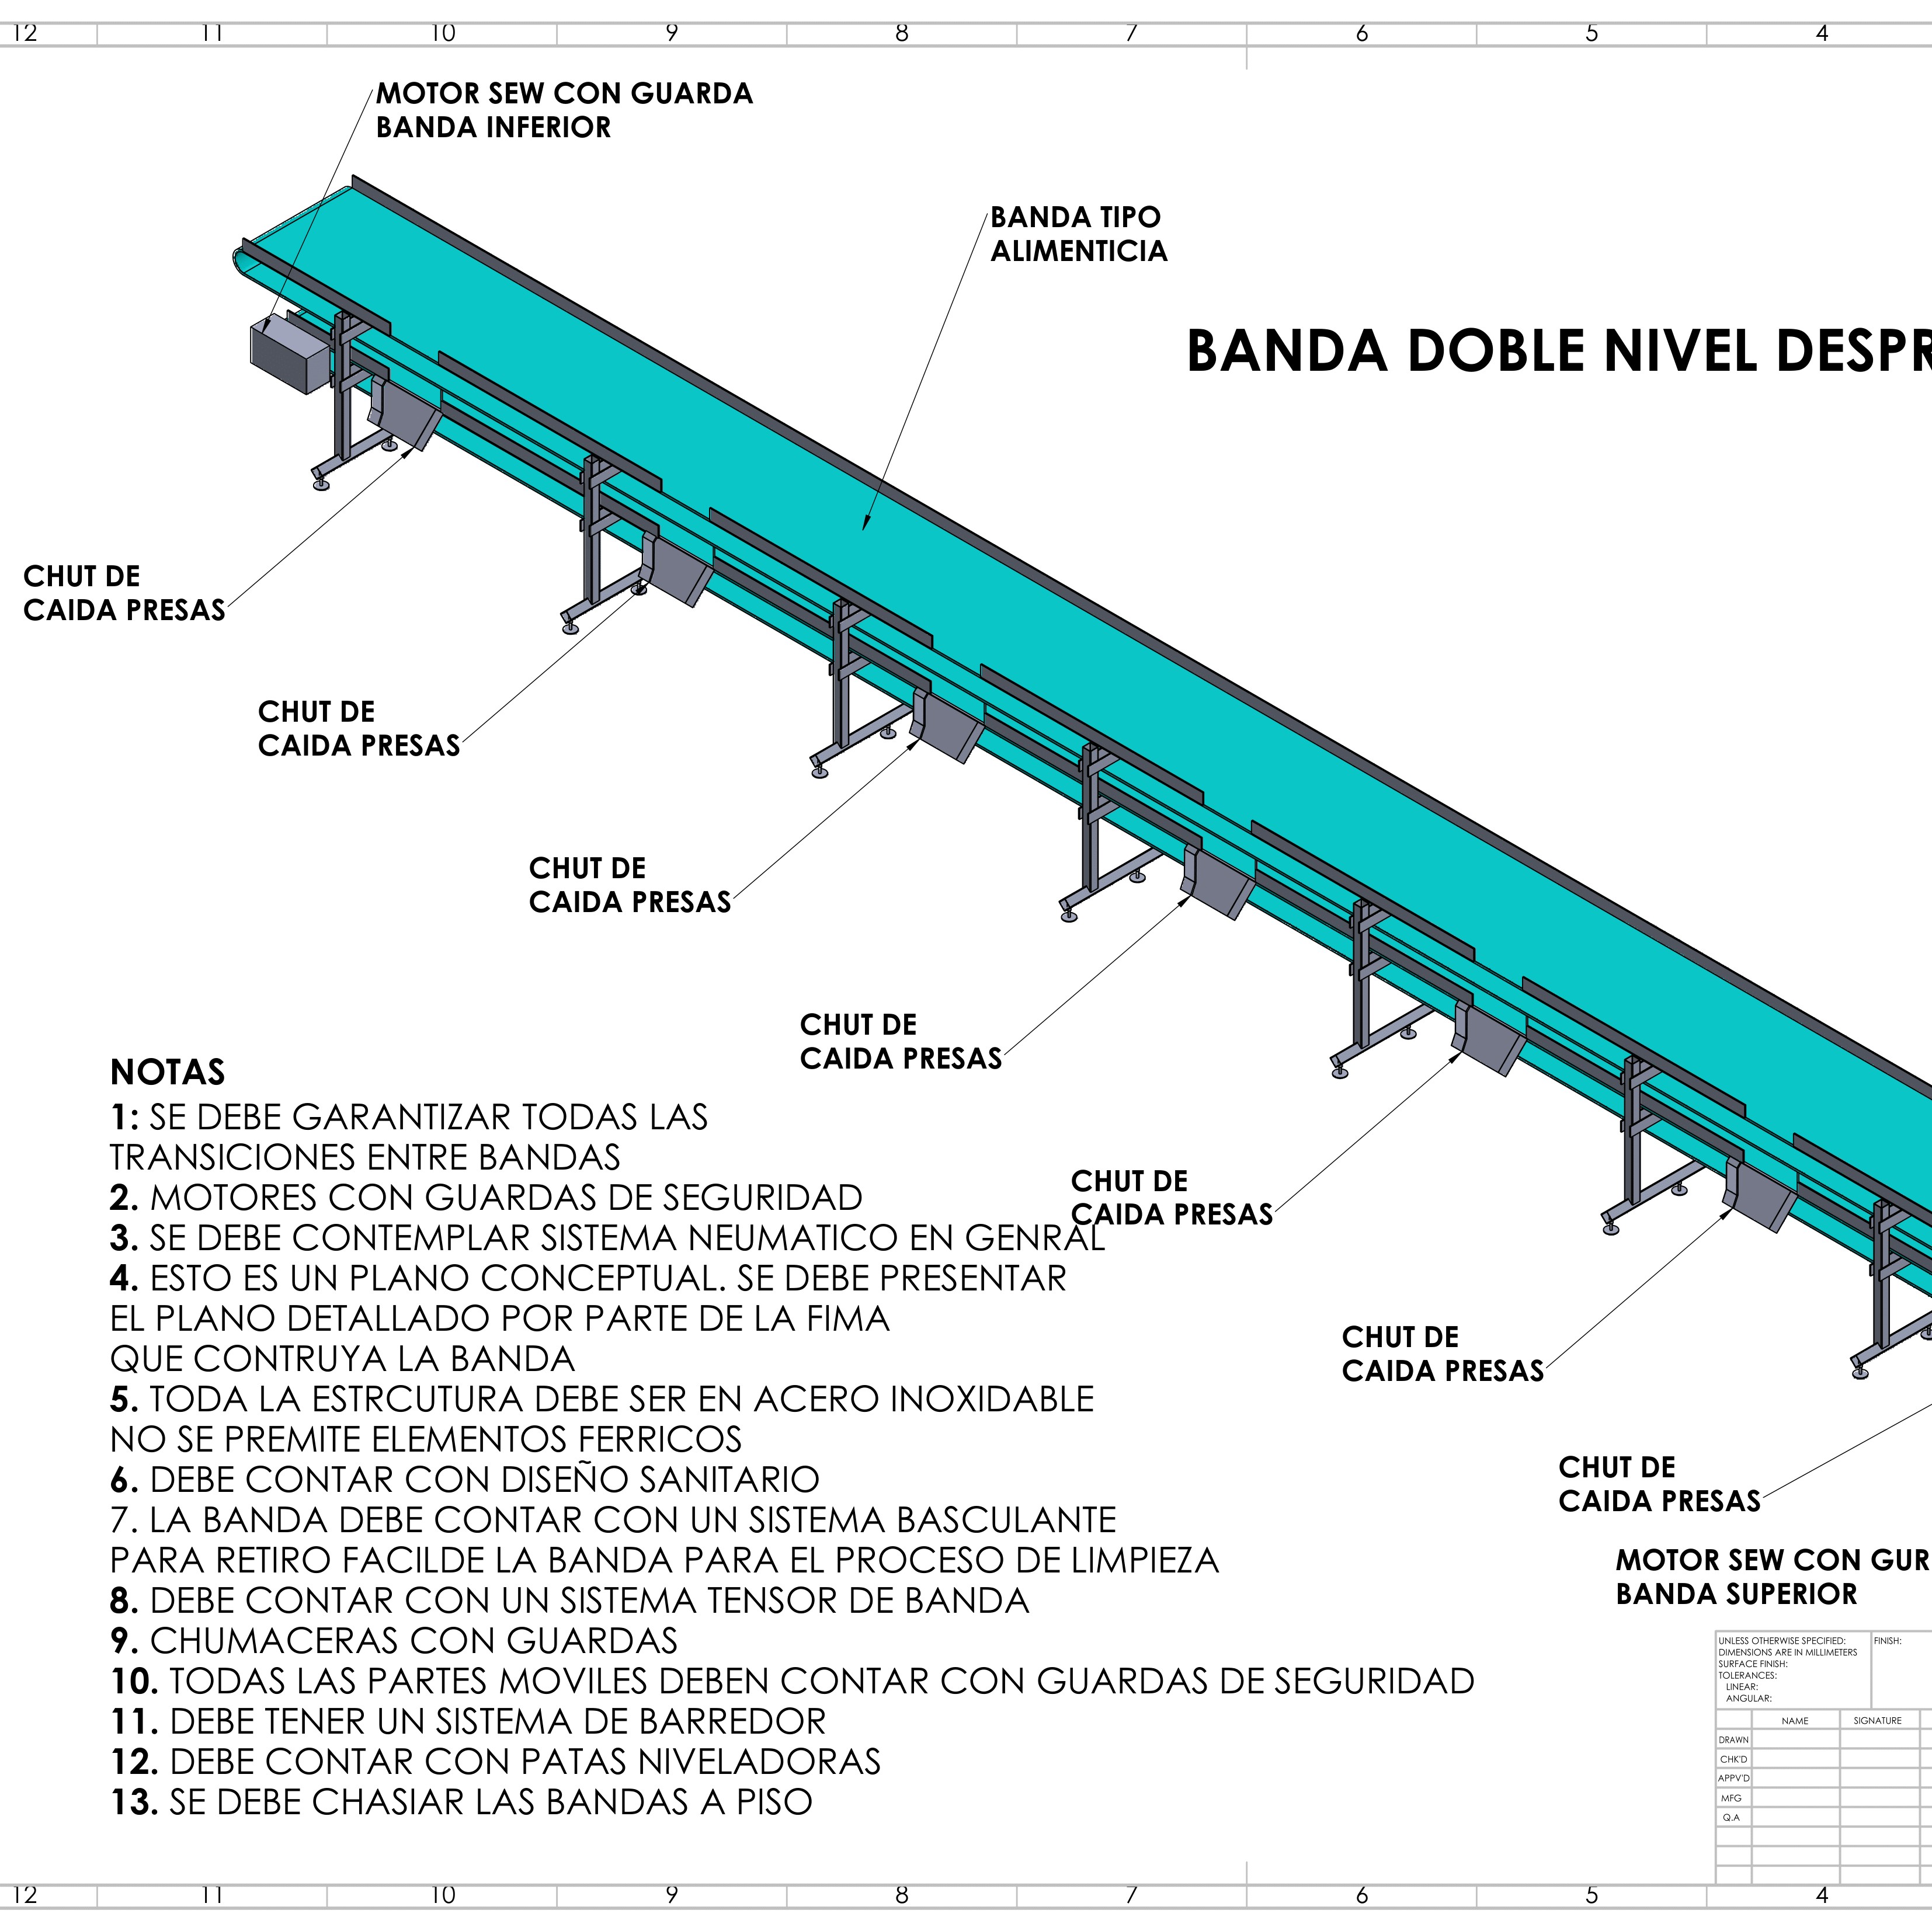 12 11 10 9 8 7 6 5 4
MOTOR SEW CON GUARDA
BANDA INFERIOR
BANDA TIPO
ALIMENTICIA
BANDA DOBLE NIVEL DESPR
CHUT DE
CAIDA PRESAS
CHUT DE
CAIDA PRESAS
CHUT DE
CAIDA PRESAS
CHUT DE
CAIDA PRESAS
CHUT DE
CAIDA PRESAS
CHUT DE
CAIDA PRESAS
CHUT DE
CAIDA PRESAS
MOTOR SEW CON GUR
BANDA SUPERIOR
NOTAS
1: SE DEBE GARANTIZAR TODAS LAS
TRANSICIONES ENTRE BANDAS
2. MOTORES CON GUARDAS DE SEGURIDAD
3. SE DEBE CONTEMPLAR SISTEMA NEUMATICO EN GENRAL
4. ESTO ES UN PLANO CONCEPTUAL. SE DEBE PRESENTAR
EL PLANO DETALLADO POR PARTE DE LA FIMA
QUE CONTRUYA LA BANDA
5. TODA LA ESTRCUTURA DEBE SER EN ACERO INOXIDABLE
NO SE PREMITE ELEMENTOS FERRICOS
6. DEBE CONTAR CON DISEÑO SANITARIO
7. LA BANDA DEBE CONTAR CON UN SISTEMA BASCULANTE
PARA RETIRO FACILDE LA BANDA PARA EL PROCESO DE LIMPIEZA
8. DEBE CONTAR CON UN SISTEMA TENSOR DE BANDA
9. CHUMACERAS CON GUARDAS
10. TODAS LAS PARTES MOVILES DEBEN CONTAR CON GUARDAS DE SEGURIDAD
11. DEBE TENER UN SISTEMA DE BARREDOR
12. DEBE CONTAR CON PATAS NIVELADORAS
13. SE DEBE CHASIAR LAS BANDAS A PISO
UNLESS OTHERWISE SPECIFIED:
DIMENSIONS ARE IN MILLIMETERS
SURFACE FINISH:
TOLERANCES:
LINEAR:
ANGULAR:
FINISH:
NAME SIGNATURE
DRAWN
CHK'D
APPV'D
MFG
Q.A
12 11 10 9 8 7 6 5 4